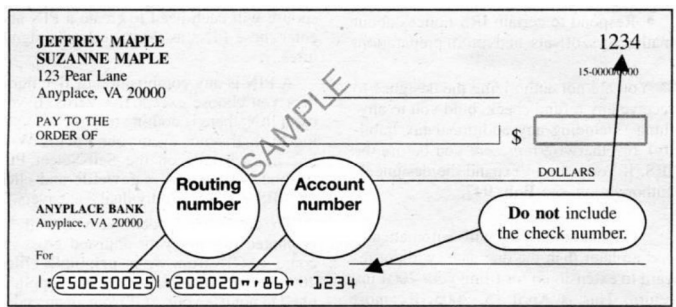 JEFFREY MAPLE
SUZANNE MAPLE
123 Pear Lane
Anyplace, VA 20000
1234
15-00000000
PAY TO THE
ORDER OF
$
DOLLARS
SAMPLE
Routing
number
Account
number
ANYPLACE BANK
Anyplace, VA 20000
Do not include
the check number.
For
|:250250025|:202020"'86"' 1234